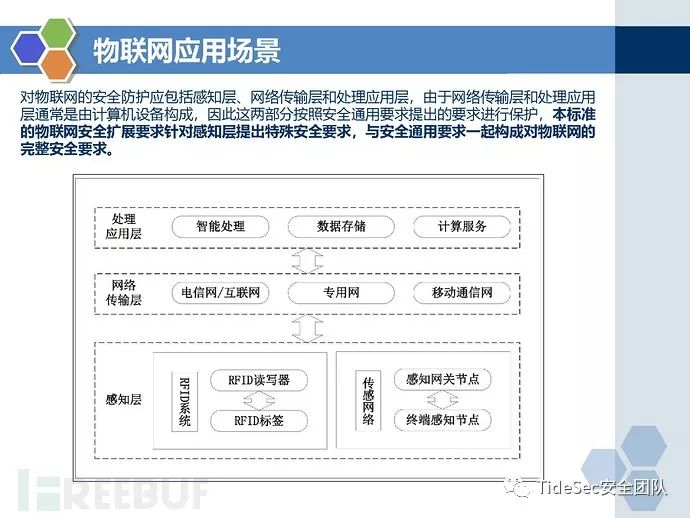 物联网应用场景
对物联网的安全防护应包括感知层、网络传输层和处理应用层，由于网络传输层和处理应用
层通常是由计算机设备构成，因此这两部分按照安全通用要求提出的要求进行保护，本标准
的物联网安全扩展要求针对感知层提出特殊安全要求，与安全通用要求一起构成对物联网的
完整安全要求。
处理
应用层
智能处理
数据存储
计算服务
网络
传输层
电信网/互联网
专用网
移动通信网
感知层
RFID系统
RFID读写器
RFID标签
传感网络
感知网关节点
终端感知节点
FREEBUF
TideSec安全团队